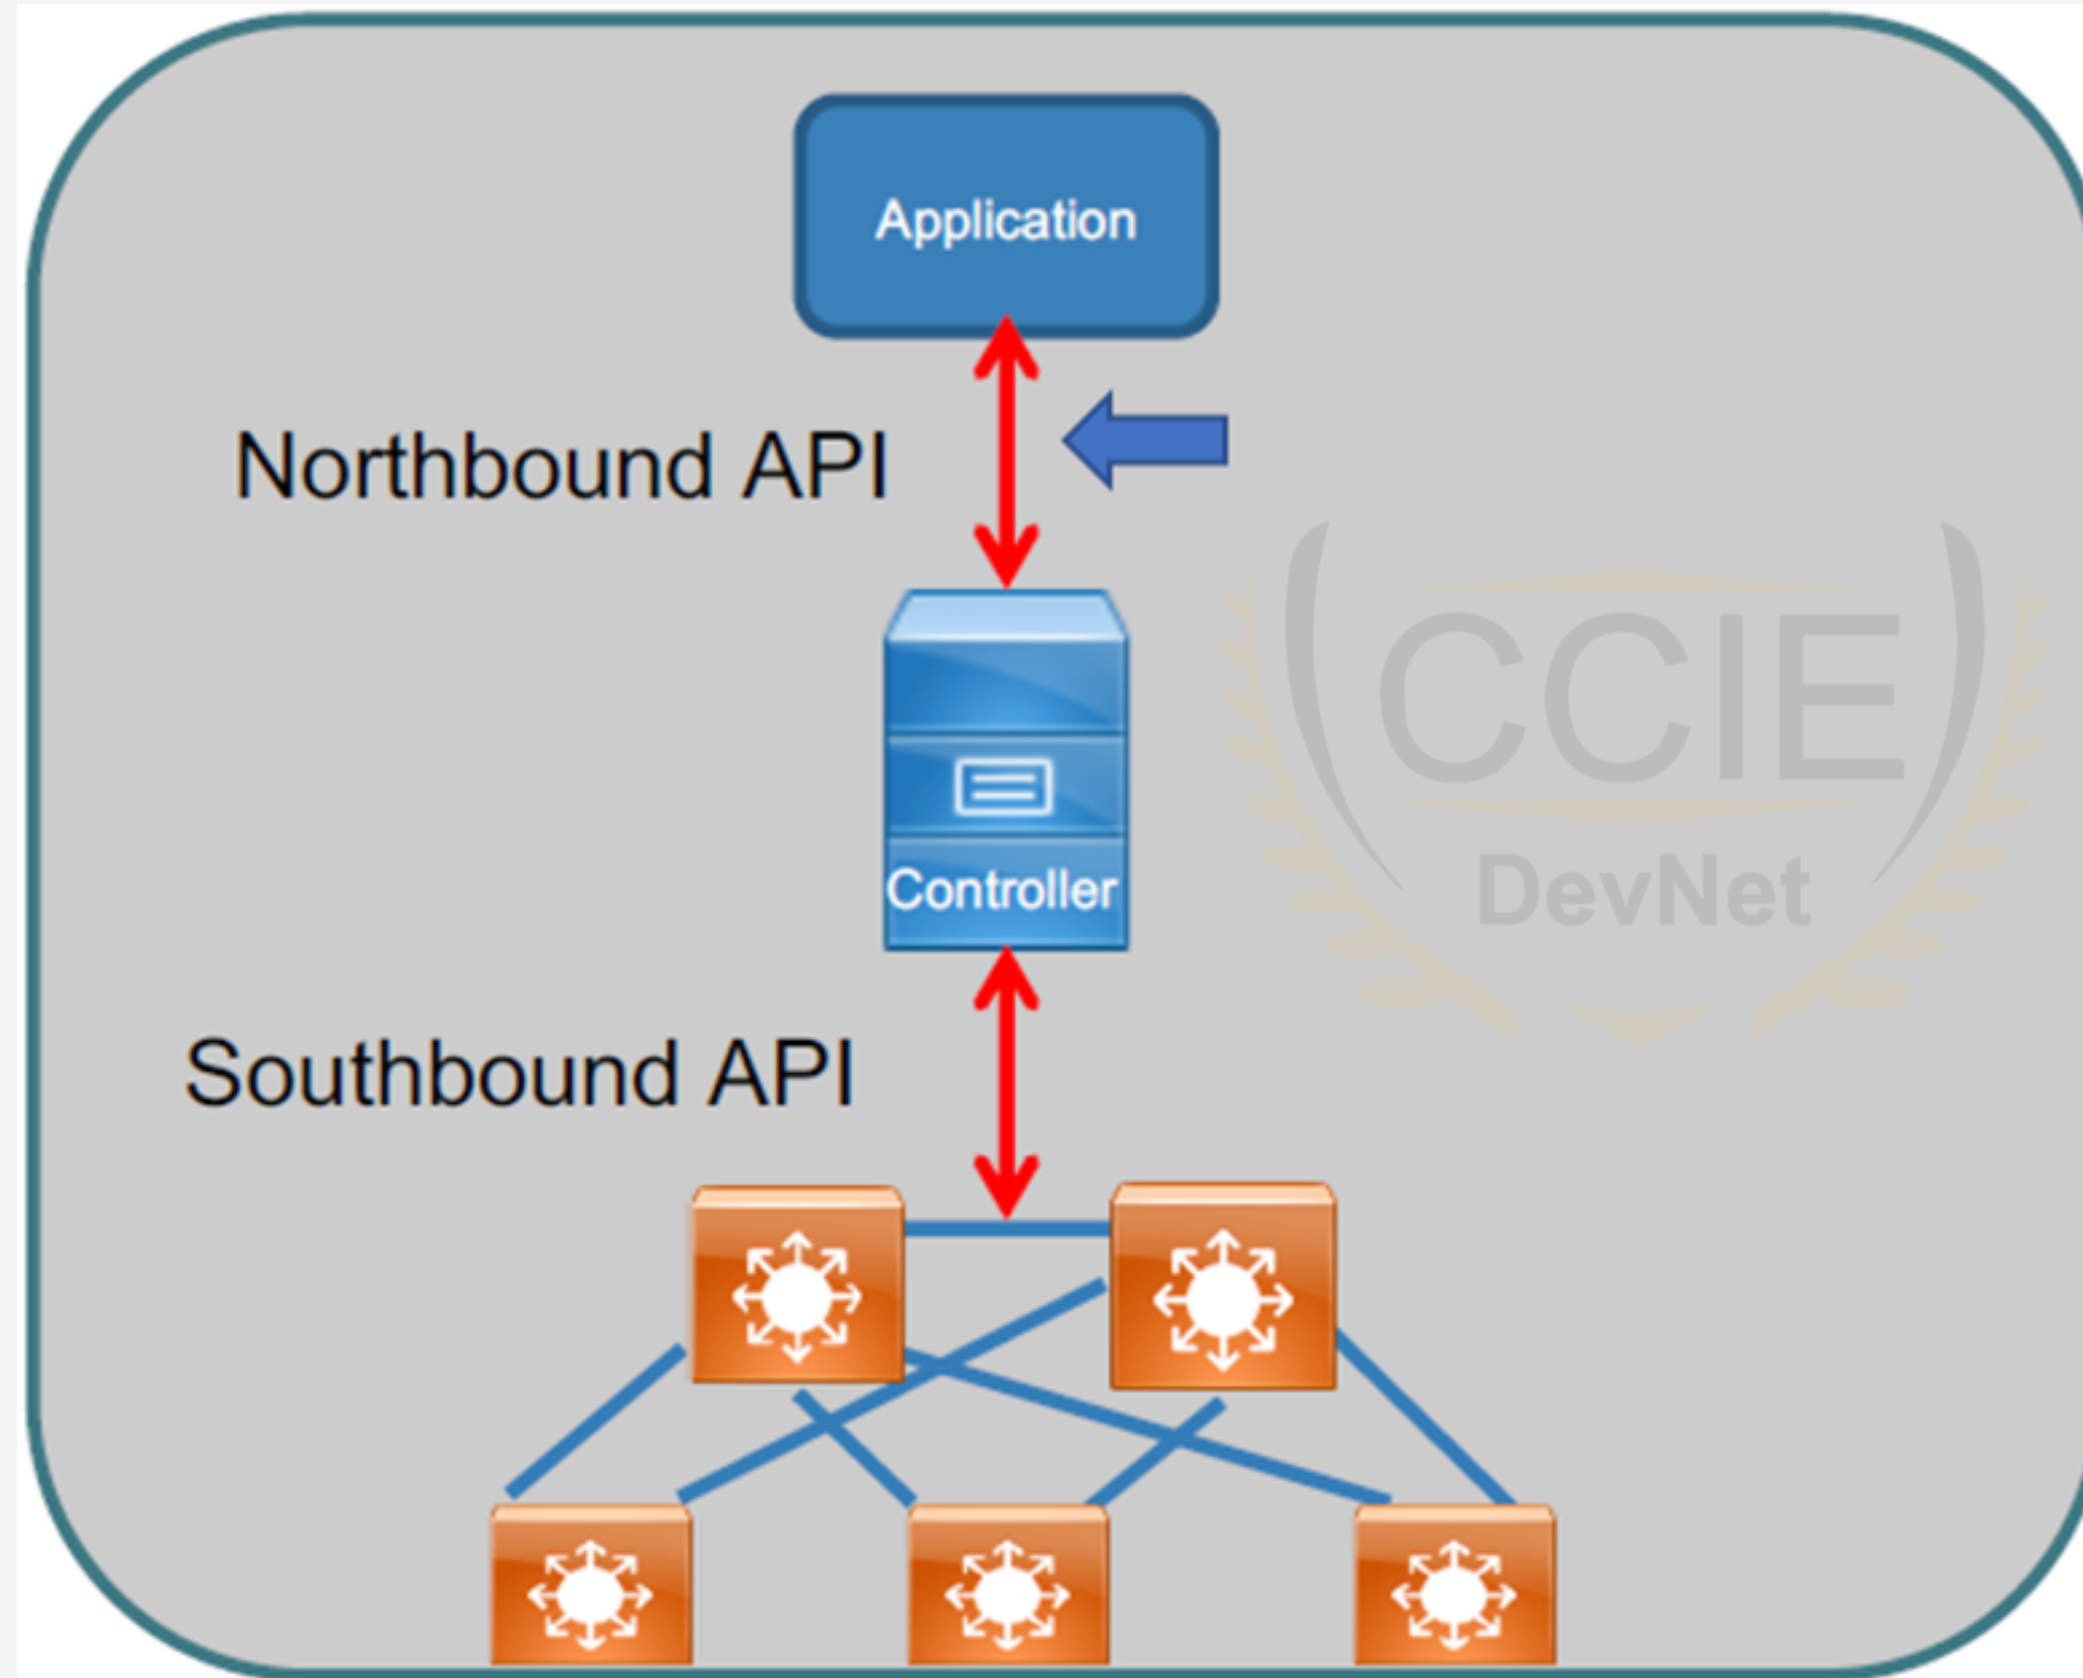 Application
Northbound API
CCIE
DevNet
Controller
Southbound API